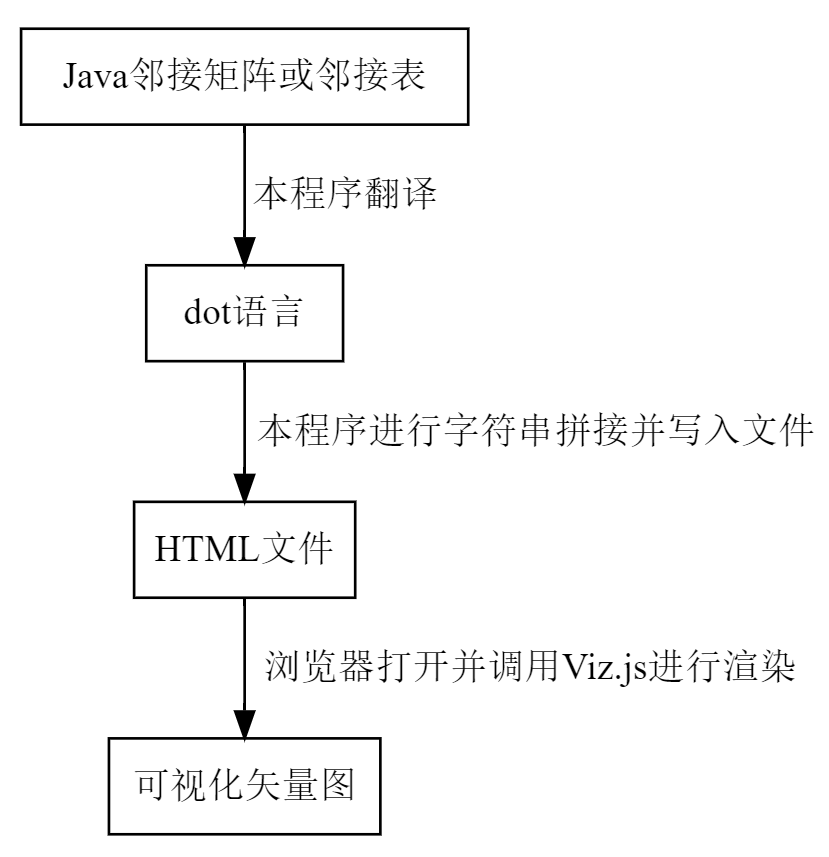 Java邻接矩阵或邻接表
本程序翻译
dot语言
本程序进行字符串拼接并写入文件
HTML文件
浏览器打开并调用Viz.js进行渲染
可视化矢量图